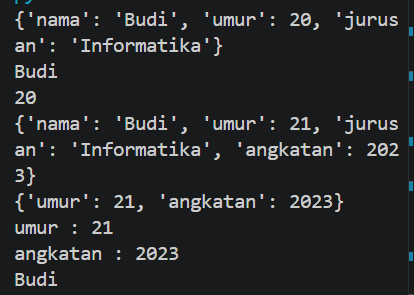 {'nama': 'Budi', 'umur': 20, 'jurus
an': 'Informatika'}
Budi
20
{'nama': 'Budi', 'umur': 21, 'jurus
an': 'Informatika', 'angkatan': 202
3}
{'umur': 21, 'angkatan': 2023}
umur : 21
angkatan : 2023
Budi